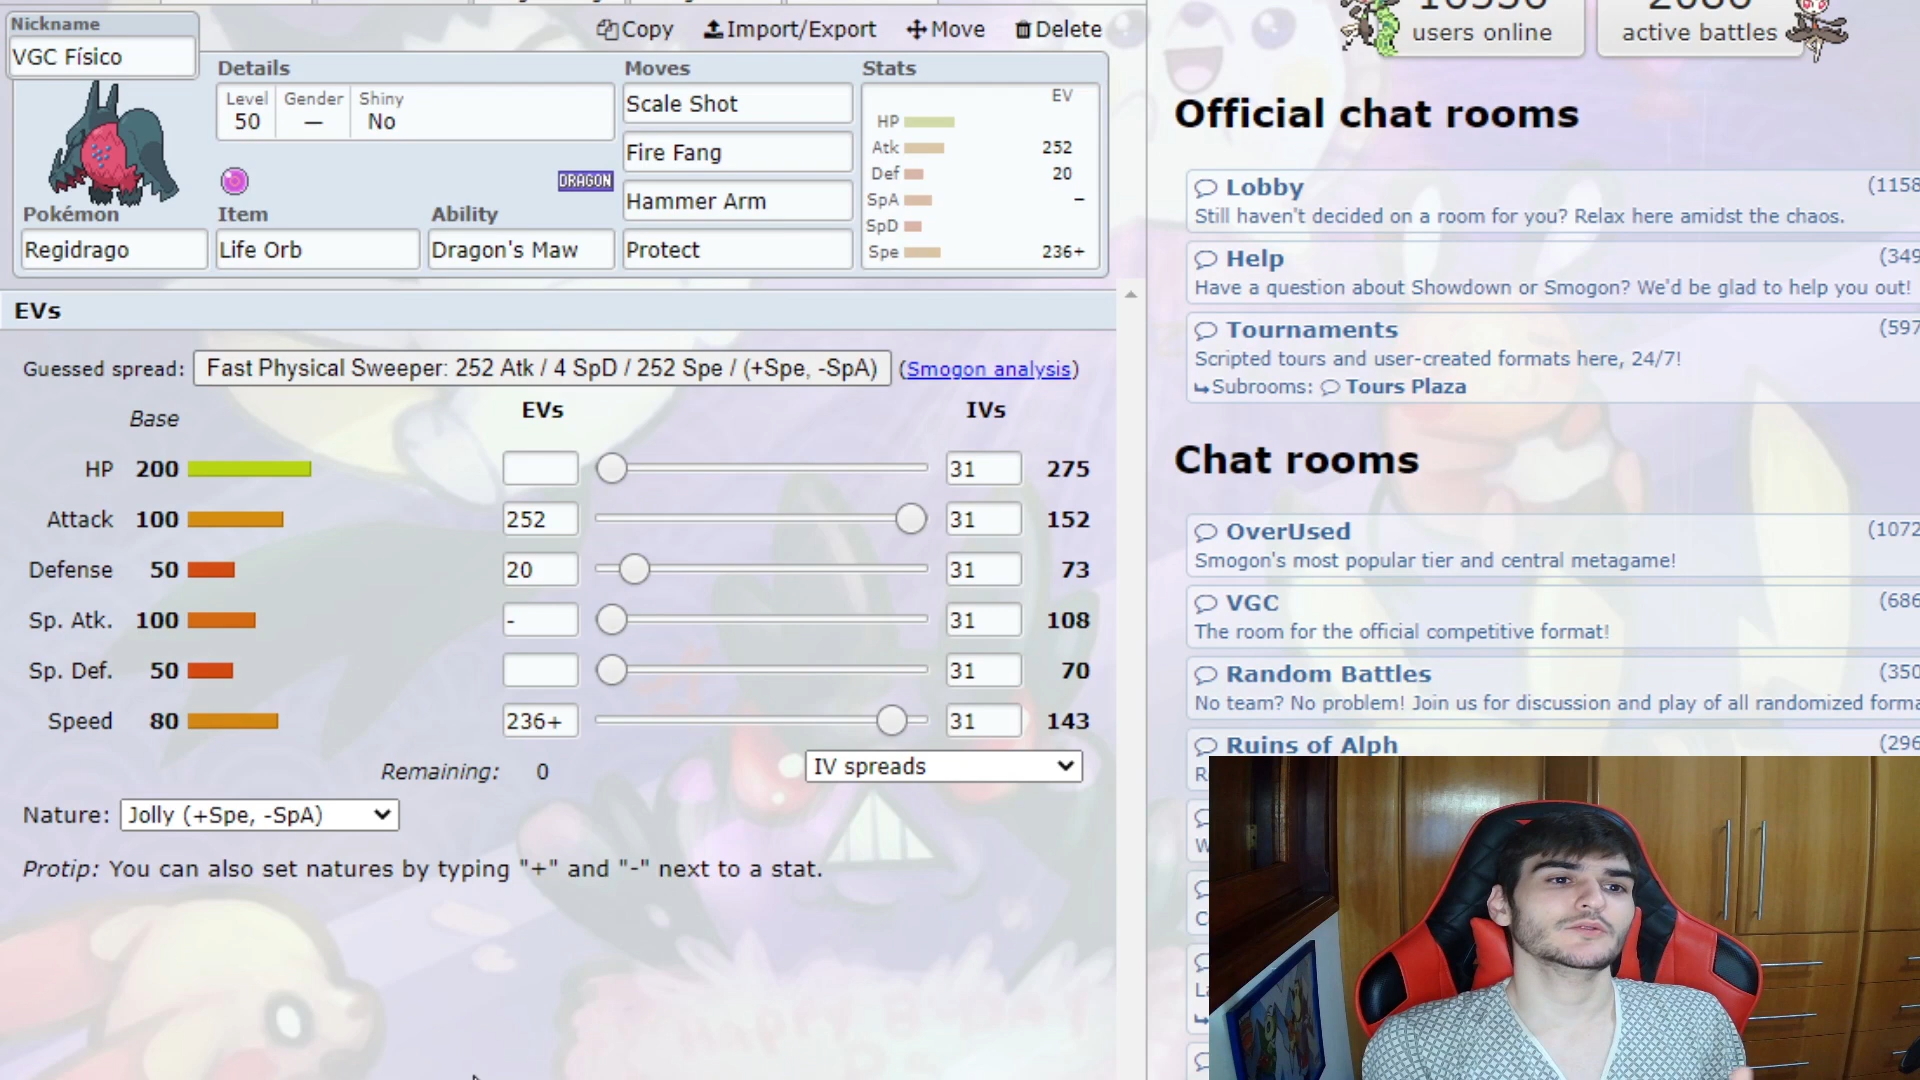 Nickname
VGC Físico
Copy Import/Export Move Delete
Details
Level
50
Gender
—
Shiny
No
DRAGON
Pokémon
Regidrago
Item
Life Orb
Ability
Dragon's Maw
Moves
Scale Shot
Fire Fang
Hammer Arm
Protect
Stats
EV
HP
Atk 252
Def 20
SpA –
SpD
Spe 236+
EVs
Guessed spread: Fast Physical Sweeper: 252 Atk / 4 SpD / 252 Spe / (+Spe, -SpA) (Smogon analysis)
Base EVs IVs
HP 200 31 275
Attack 100 252 31 152
Defense 50 20 31 73
Sp. Atk. 100 - 31 108
Sp. Def. 50 31 70
Speed 80 236+ 31 143
Remaining: 0
IV spreads
Nature: Jolly (+Spe, -SpA)
Protip: You can also set natures by typing "+" and "-" next to a stat.
users online
active battles
Official chat rooms
Lobby (1158
Still haven't decided on a room for you? Relax here amidst the chaos.
Help (349
Have a question about Showdown or Smogon? We'd be glad to help you out!
Tournaments (597
Scripted tours and user-created formats here, 24/7!
↳Subrooms: Tours Plaza
Chat rooms
OverUsed (1072
Smogon's most popular tier and central metagame!
VGC (686
The room for the official competitive format!
Random Battles (350
No team? No problem! Join us for discussion and play of all randomized forma
Ruins of Alph (296